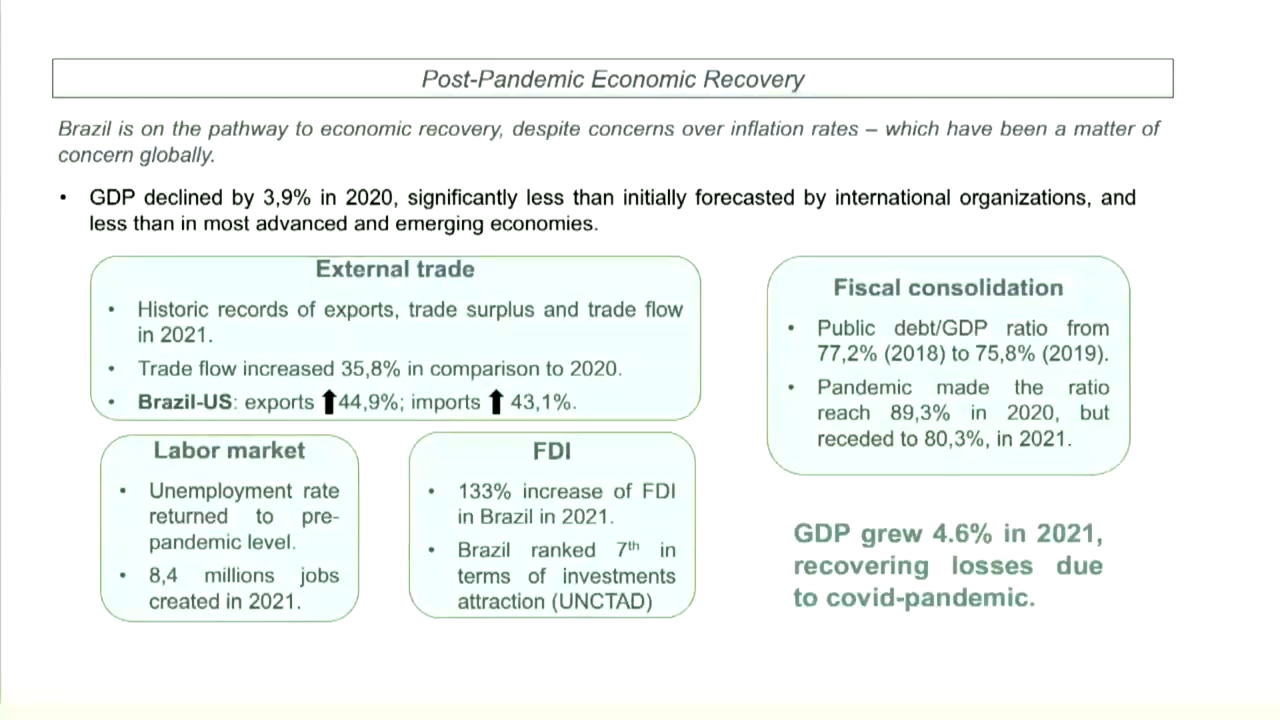 Post-Pandemic Economic Recovery
Brazil is on the pathway to economic recovery, despite concerns over inflation rates – which have been a matter of
concern globally.
• GDP declined by 3,9% in 2020, significantly less than initially forecasted by international organizations, and
less than in most advanced and emerging economies.
External trade
• Historic records of exports, trade surplus and trade flow
in 2021.
• Trade flow increased 35,8% in comparison to 2020.
• Brazil-US: exports ⬆44,9%; imports ⬆ 43,1%.
Fiscal consolidation
• Public debt/GDP ratio from
77,2% (2018) to 75,8% (2019).
• Pandemic made the ratio
reach 89,3% in 2020, but
receded to 80,3%, in 2021.
Labor market
• Unemployment rate
returned to pre-
pandemic level.
• 8,4 millions jobs
created in 2021.
FDI
• 133% increase of FDI
in Brazil in 2021.
• Brazil ranked 7th in
terms of investments
attraction (UNCTAD)
GDP grew 4.6% in 2021,
recovering losses due
to covid-pandemic.